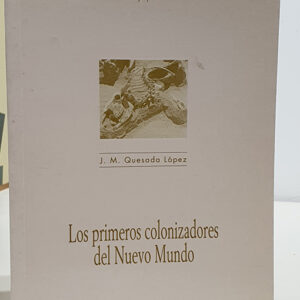 J. M. Quesada López
Los primeros colonizadores
del Nuevo Mundo